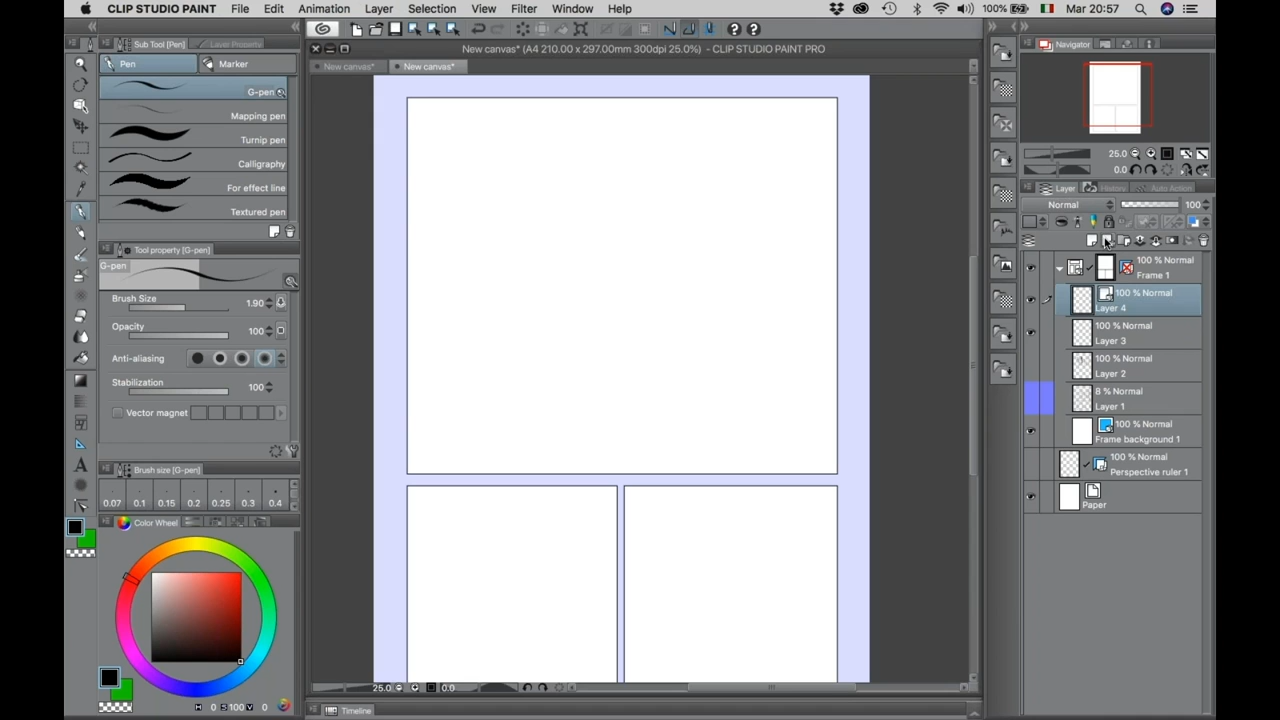 CLIP STUDIO PAINT File Edit Animation Layer Selection View Filter Window Help 100% Mar 20:57
New canvas* (A4 210.00 x 297.00mm 300dpi 25.0%) - CLIP STUDIO PAINT PRO
Sub Tool [Pen] Layer Property
Pen Marker
New canvas* New canvas*
G-pen
Mapping pen
Turnip pen
Calligraphy
For effect line
Textured pen
Tool property [G-pen]
G-pen
Brush Size 1.90
Opacity 100
Anti-aliasing
Stabilization 100
Vector magnet
Brush size [G-pen]
0.07 0.1 0.15 0.2 0.25 0.3 0.4
Color Wheel
H 0 S 100 V 0
25.0 0.0
Timeline
Navigator
25.0
0.0
Layer History Auto Action
Normal 100
100 % Normal
Frame 1
100 % Normal
Layer 4
100 % Normal
Layer 3
100 % Normal
Layer 2
8 % Normal
Layer 1
100 % Normal
Frame background 1
100 % Normal
Perspective ruler 1
Paper